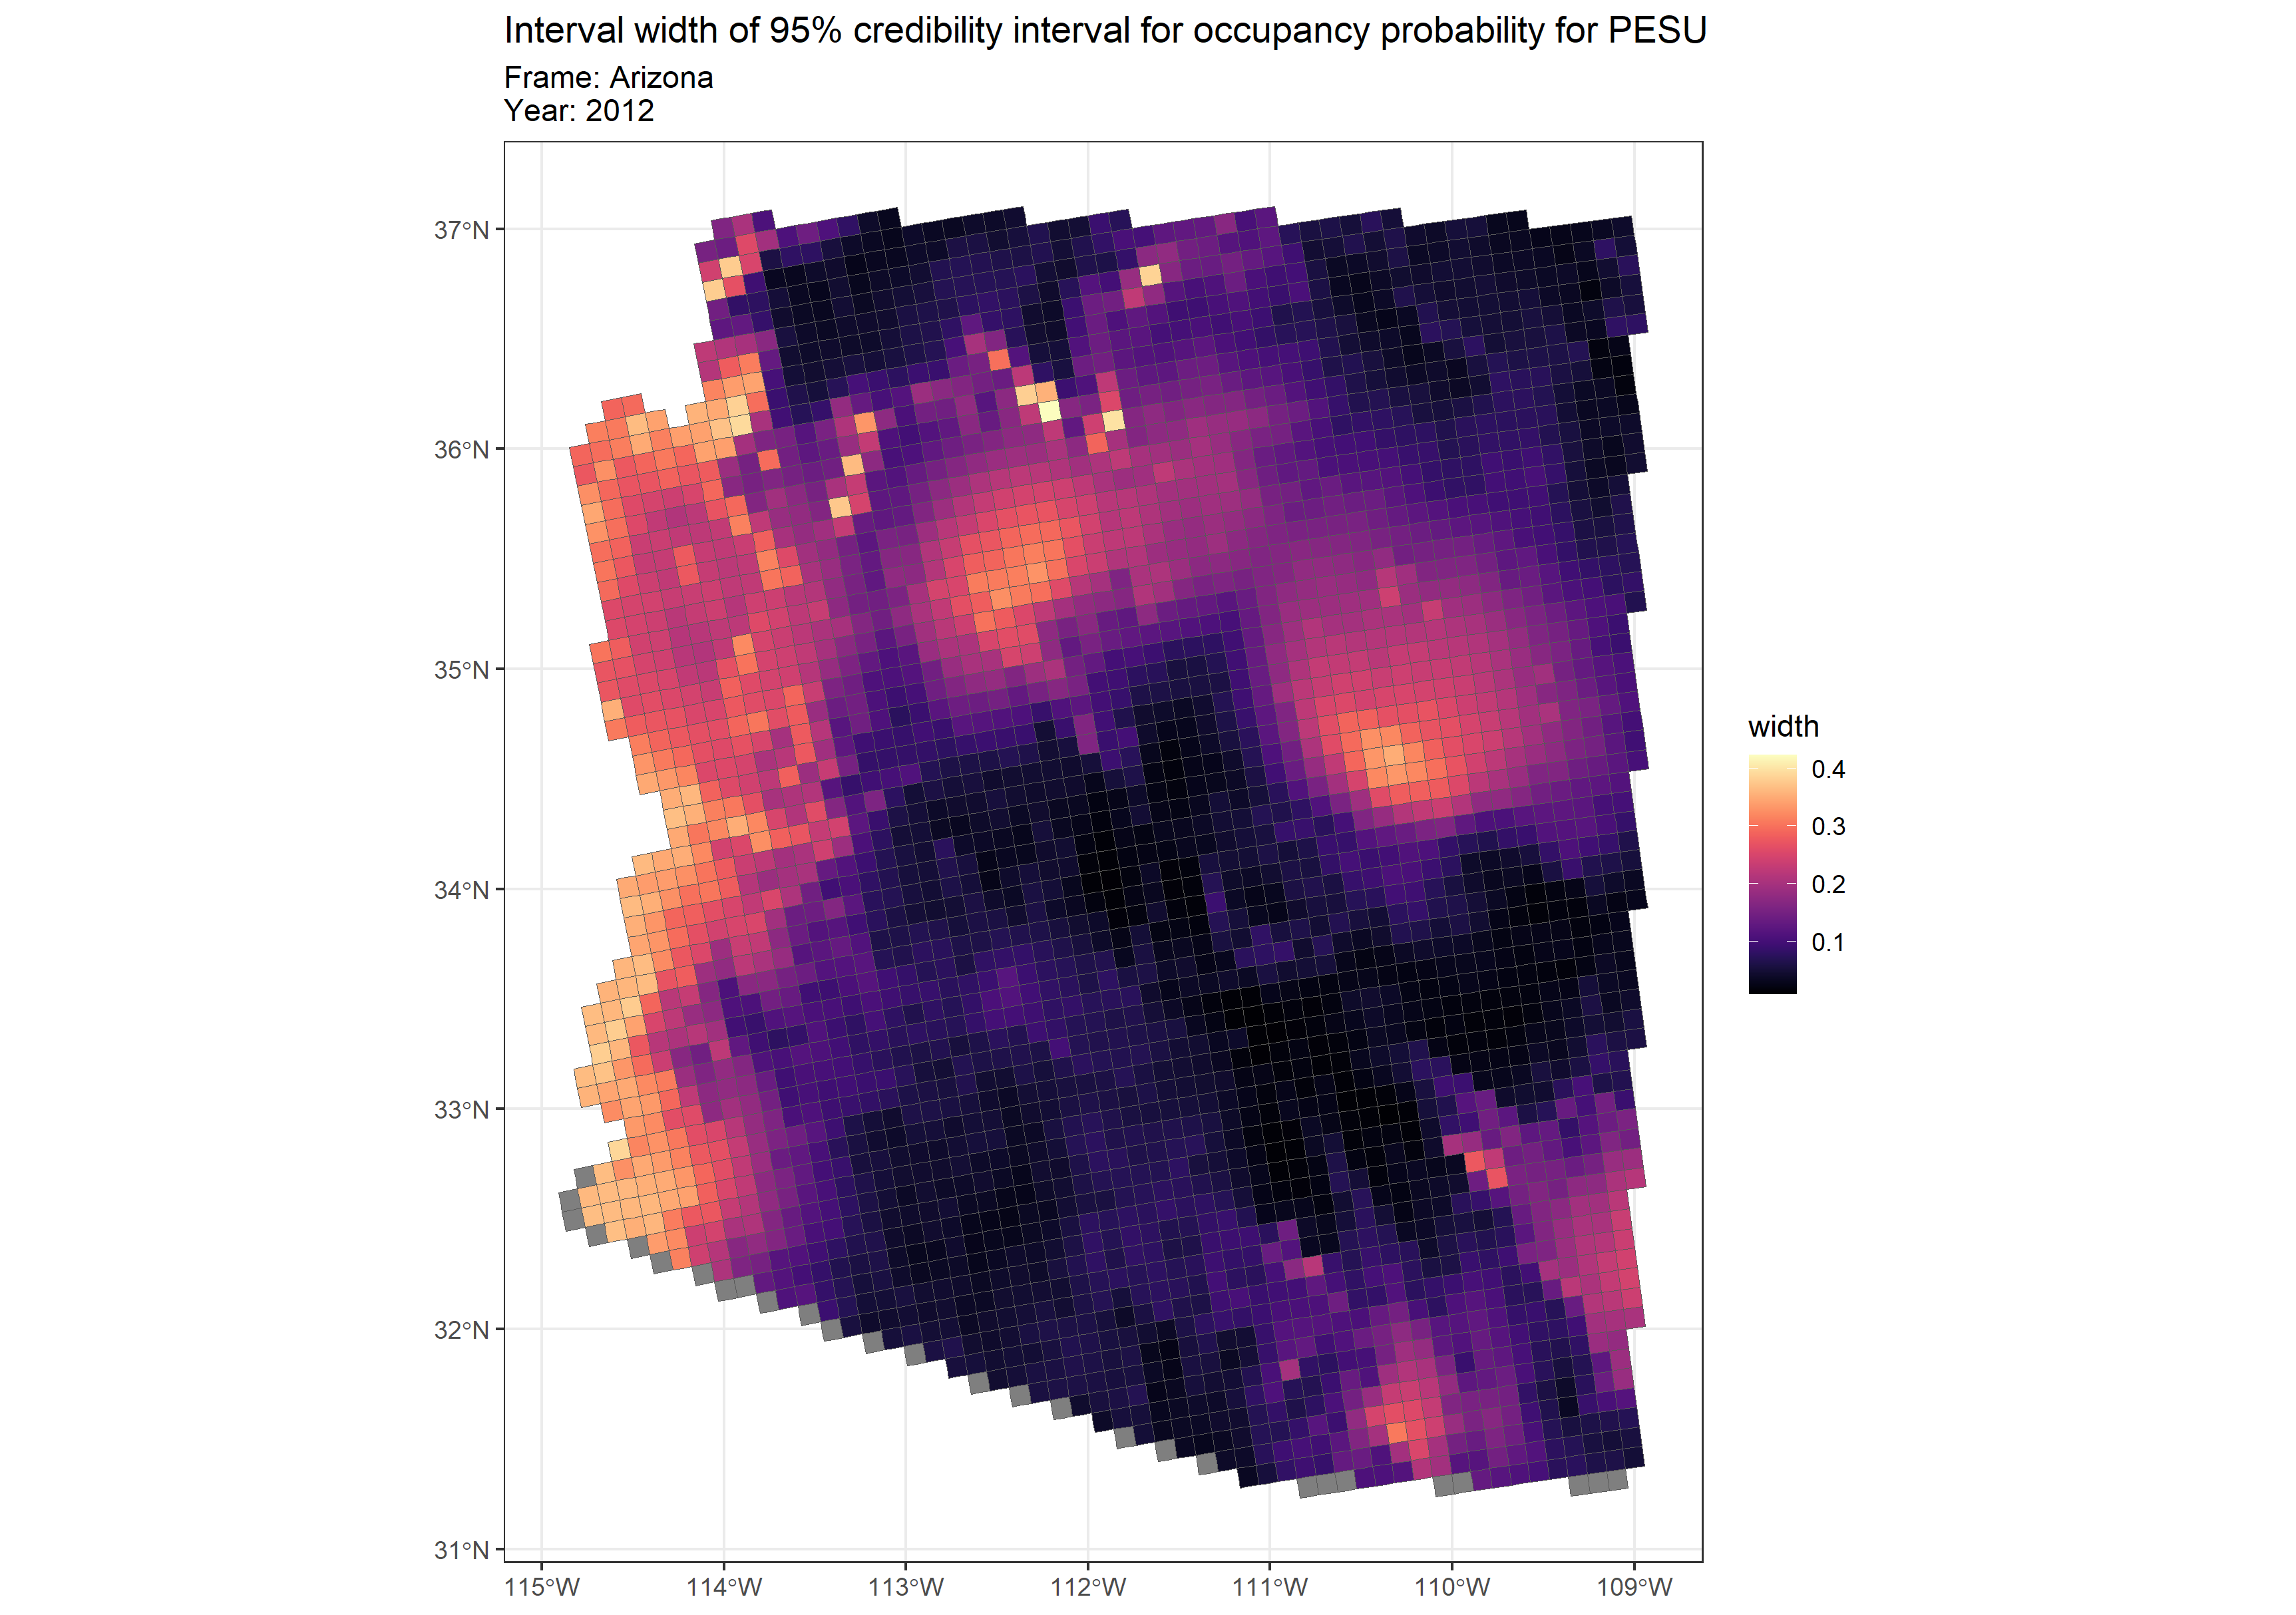 Interval width of 95% credibility interval for occupancy probability for PESU
Frame: Arizona
Year: 2012
37°N
36°N
35°N
34°N
33°N
32°N
31°N
115°W
114°W
113°W
112°W
111°W
110°W
109°W
width
0.4
0.3
0.2
0.1